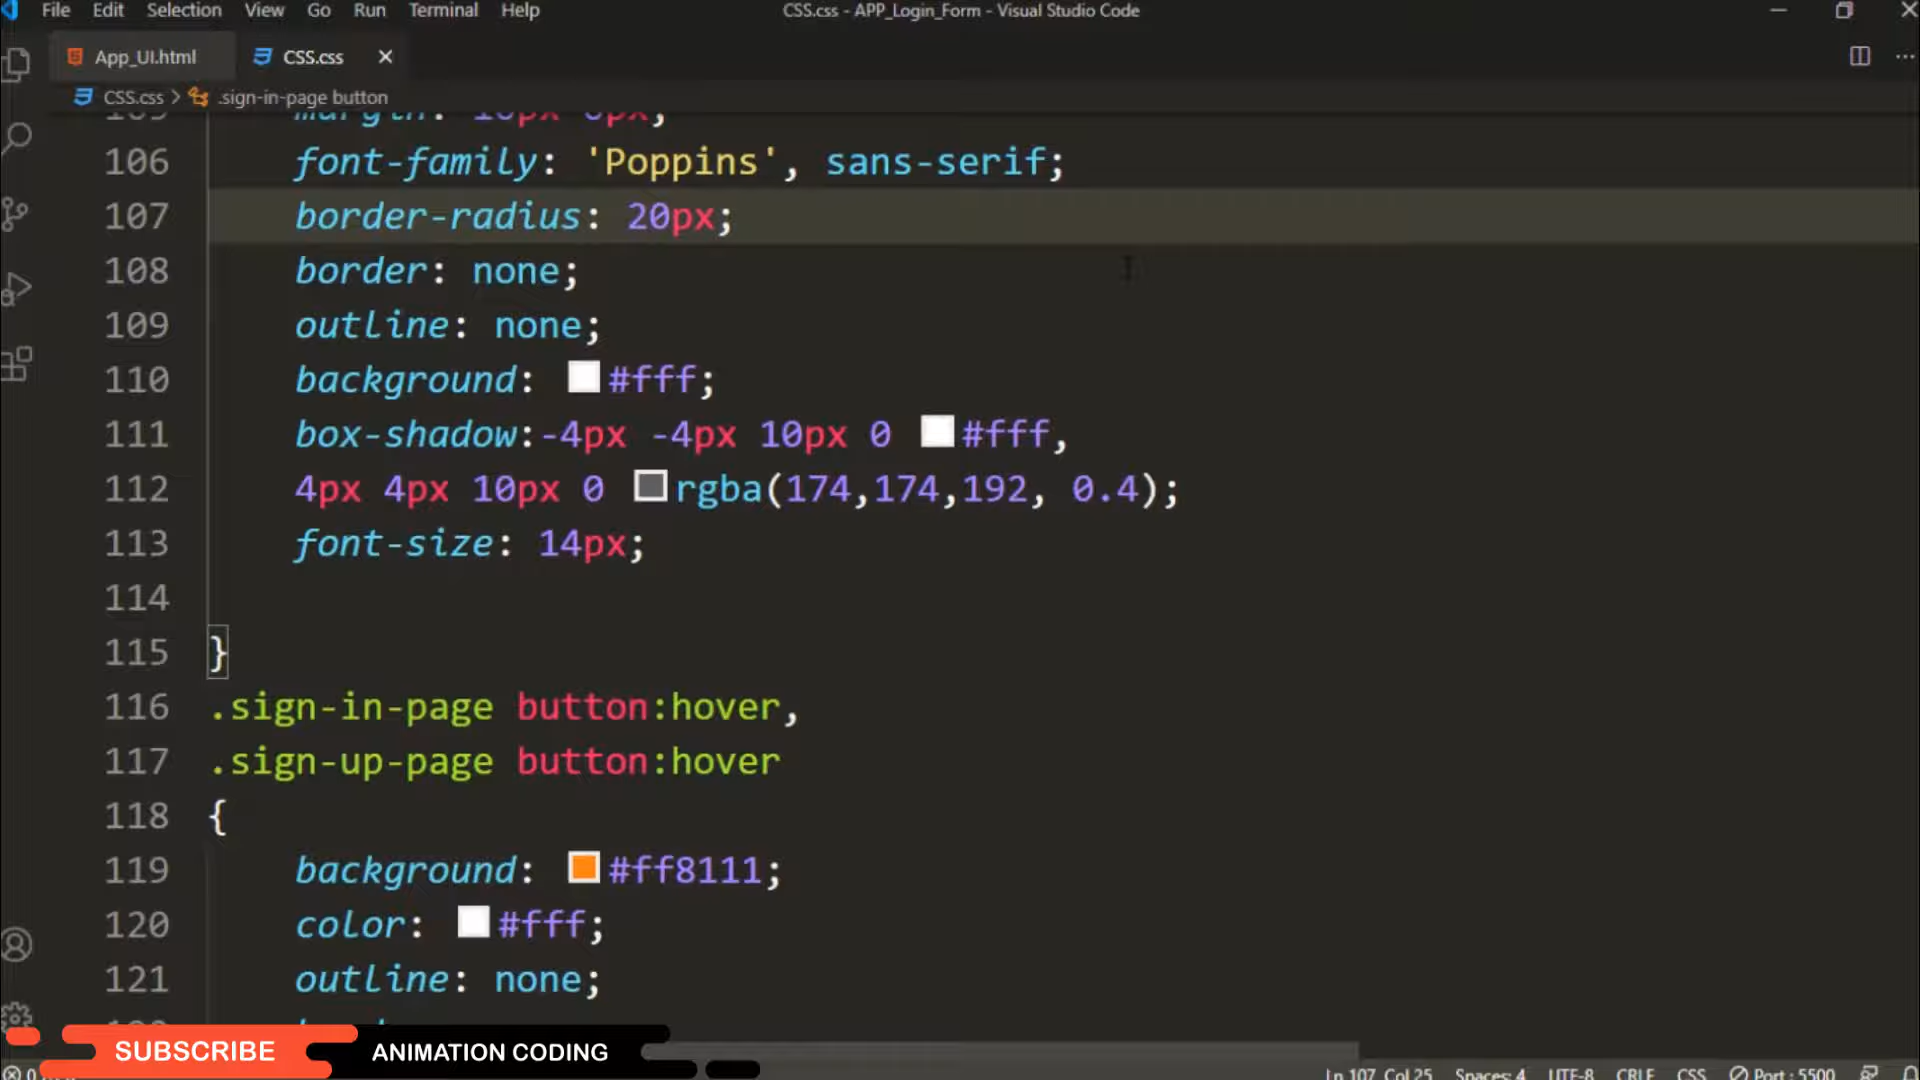 File Edit Selection View Go Run Terminal Help CSS.css - APP_Login_Form - Visual Studio Code
App_UI.html CSS.css
CSS.css > .sign-in-page button
106 font-family: 'Poppins', sans-serif;
107 border-radius: 20px;
108 border: none;
109 outline: none;
110 background: #fff;
111 box-shadow:-4px -4px 10px 0 #fff,
112 4px 4px 10px 0 rgba(174,174,192, 0.4);
113 font-size: 14px;
114
115 }
116 .sign-in-page button:hover,
117 .sign-up-page button:hover
118 {
119 background: #ff8111;
120 color: #fff;
121 outline: none;
SUBSCRIBE ANIMATION CODING
Ln 107, Col 25 Spaces: 4 UTF-8 CRLF CSS Port : 5500